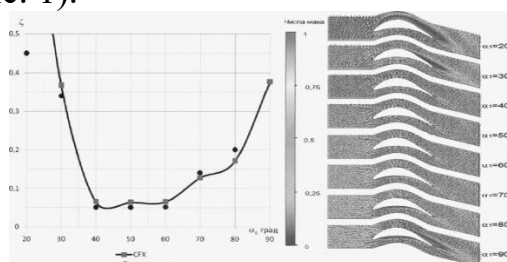 ис. 1).
ζ
0,5
0,4
0,3
0,2
0,1
0
20 30 40 50 60 70 80 90
α₁, град
CFX
Числа маха
1
0,75
0,5
0,25
0
α1=20
α1=30
α1=40
α1=50
α1=60
α1=70
α1=80
α1=90